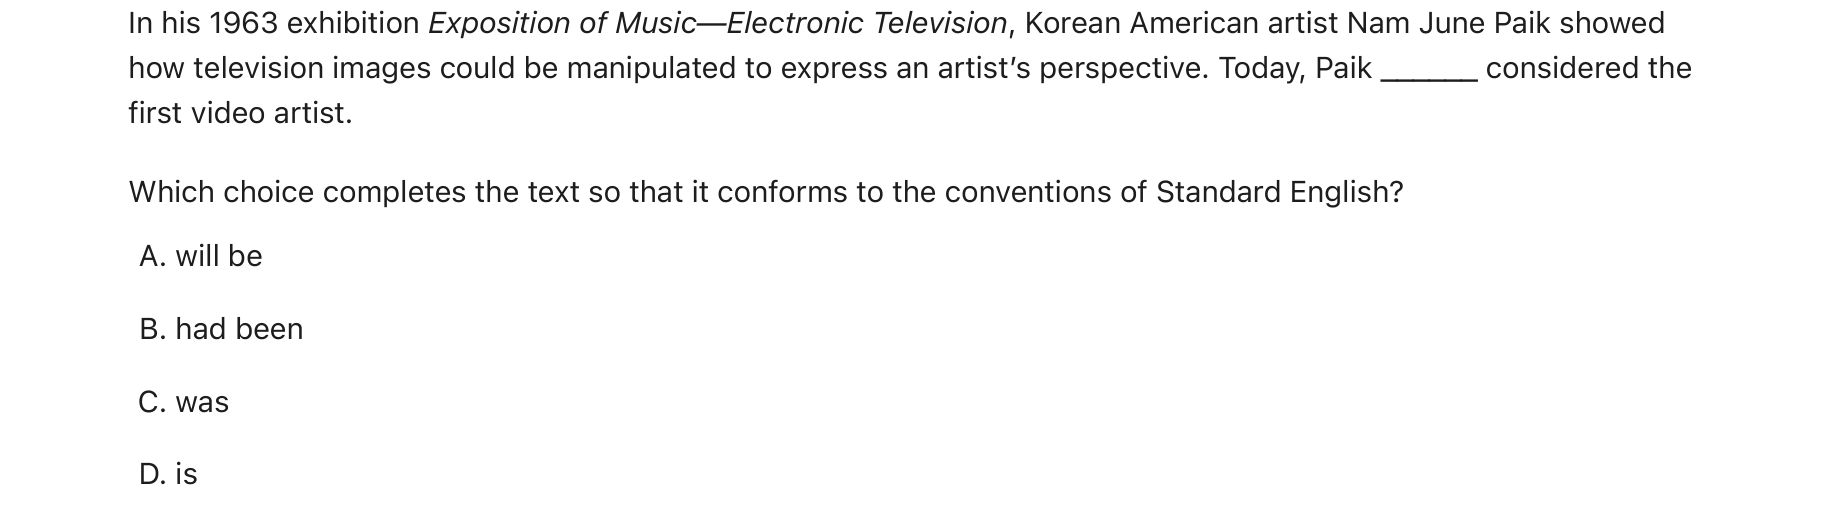 In his 1963 exhibition Exposition of Music—Electronic Television, Korean American artist Nam June Paik showed
how television images could be manipulated to express an artist’s perspective. Today, Paik ______ considered the
first video artist.
Which choice completes the text so that it conforms to the conventions of Standard English?
A. will be
B. had been
C. was
D. is